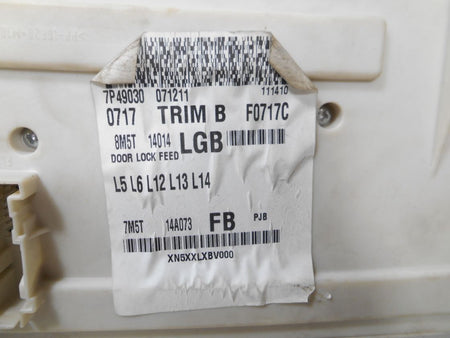 7P49030 071211 111410
0717 TRIM B F0717C
8M5T 14014 LGB
DOOR LOCK FEED
L5 L6 L12 L13 L14
7M5T 14A073 FB PJB
XN5XXLXBV000